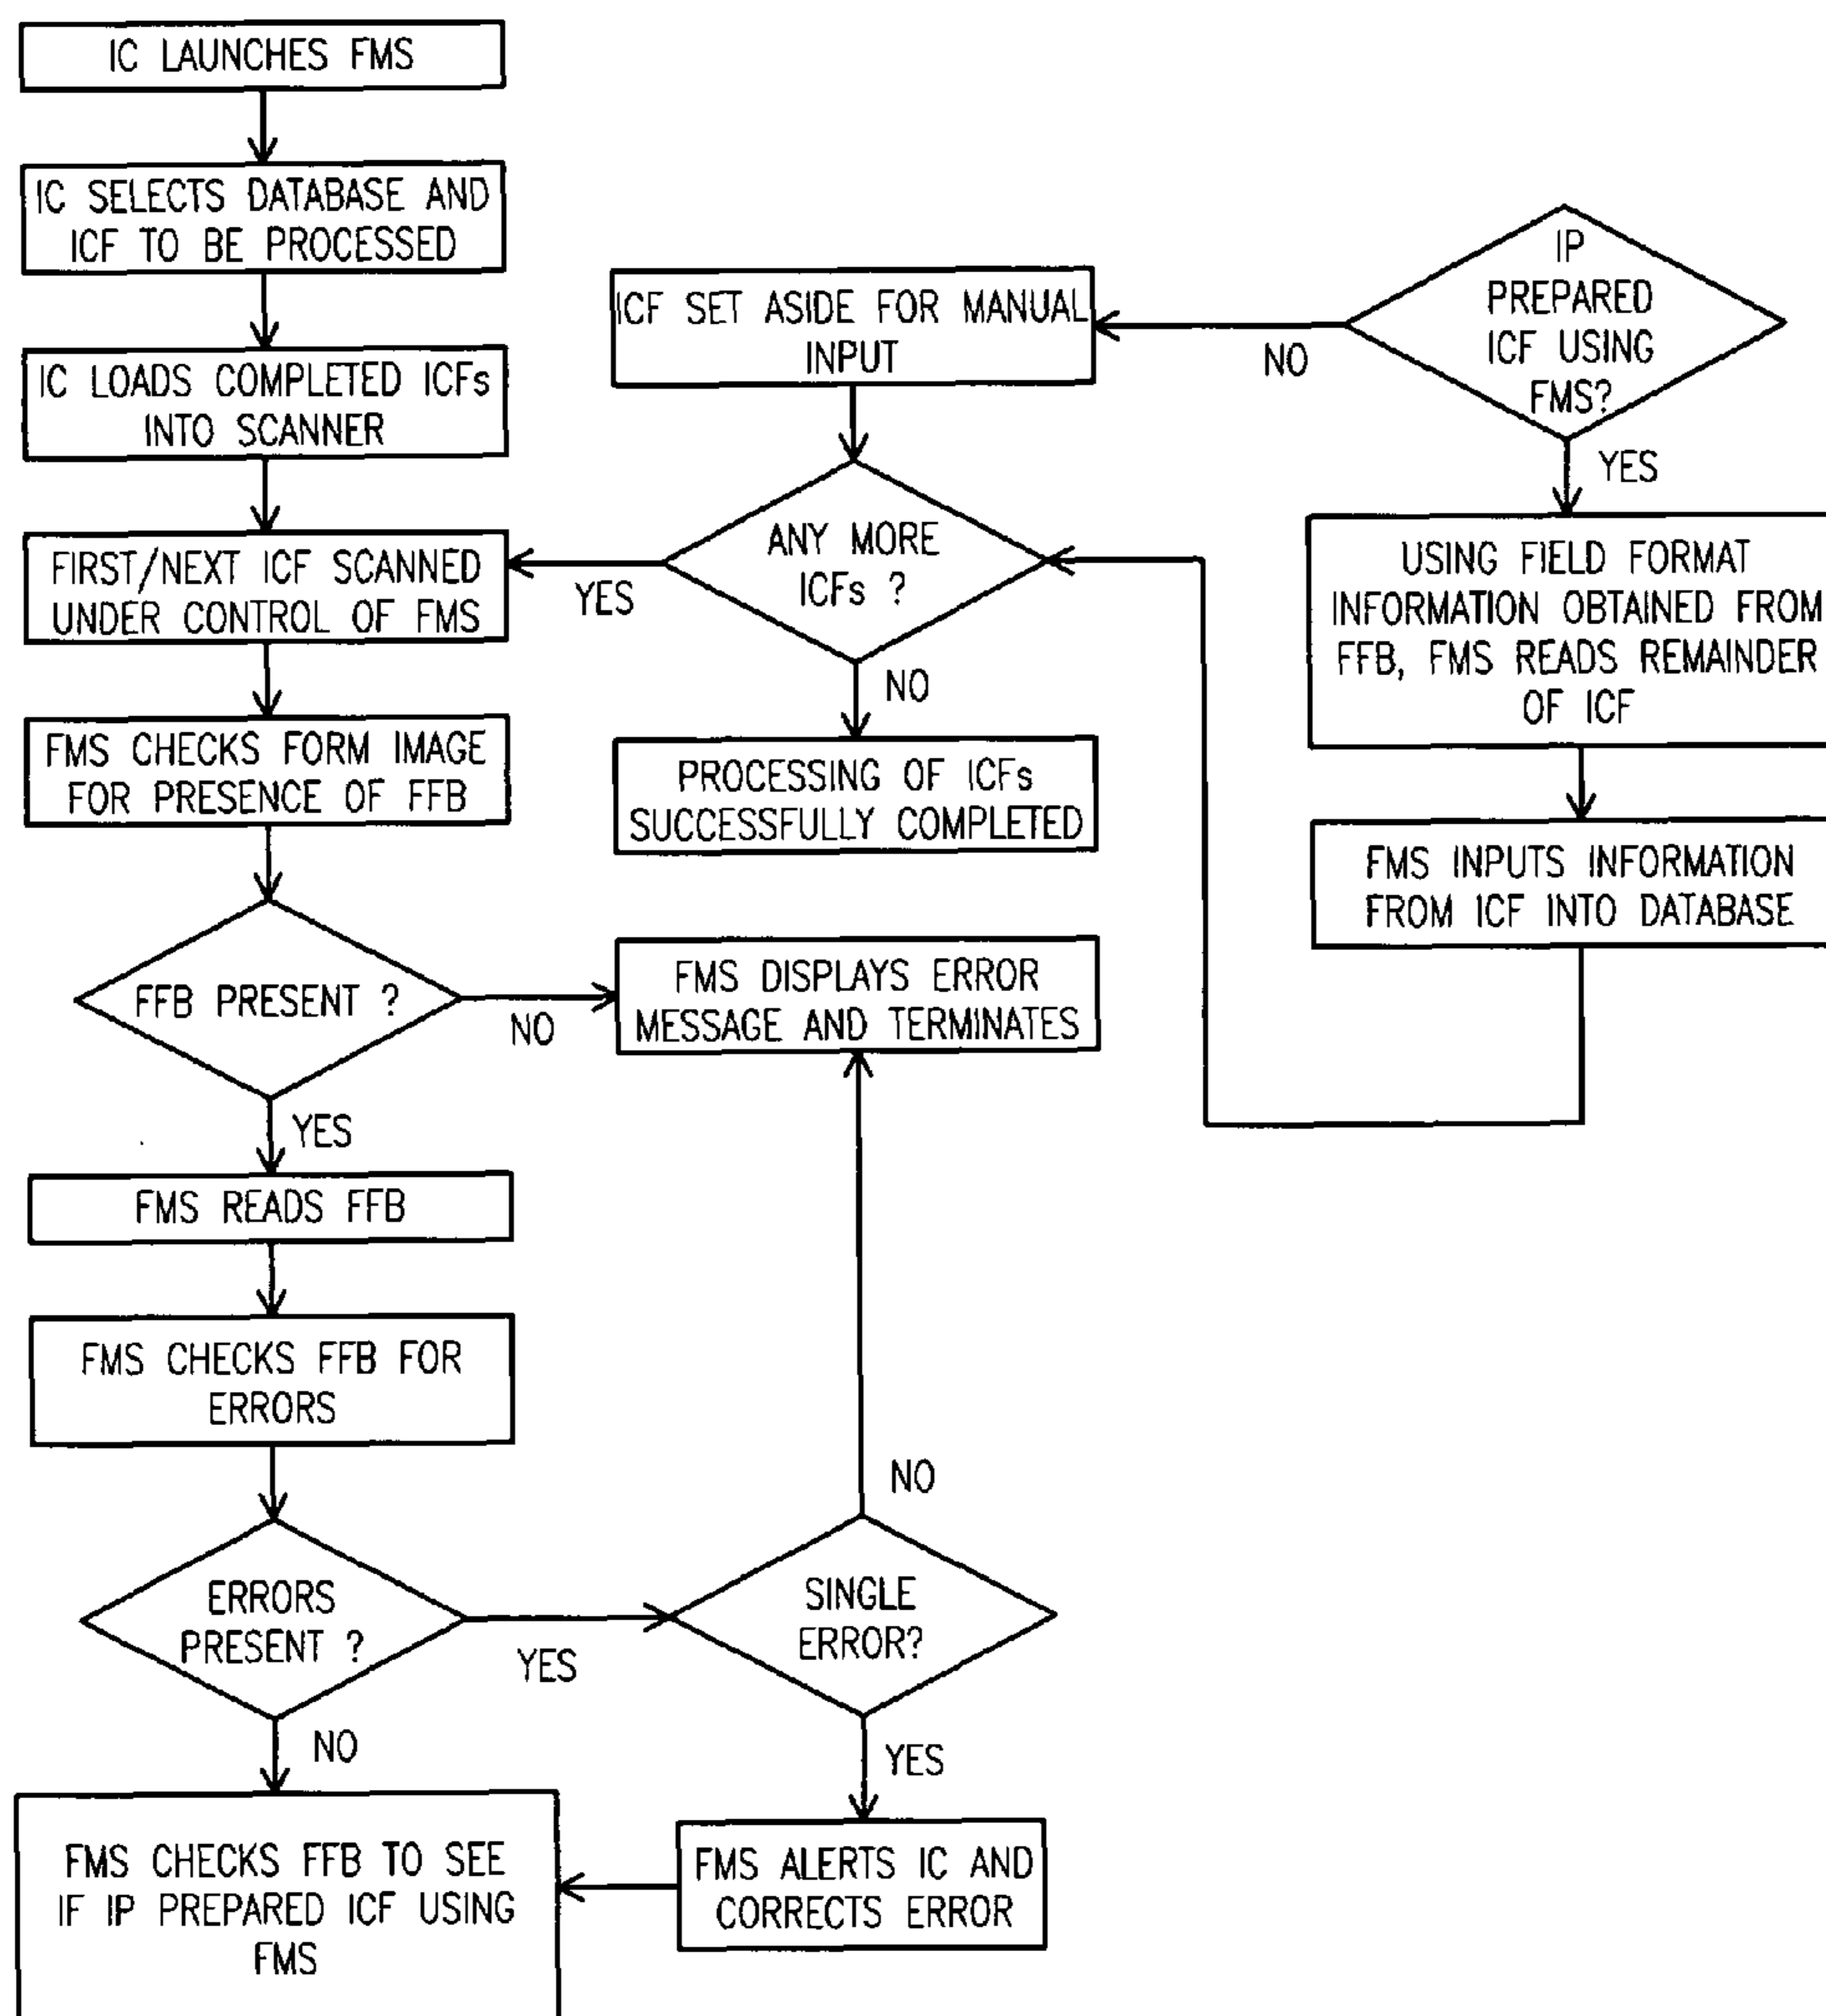 IC LAUNCHES FMS
IC SELECTS DATABASE AND
ICF TO BE PROCESSED
IC LOADS COMPLETED ICFs
INTO SCANNER
FIRST/NEXT ICF SCANNED
UNDER CONTROL OF FMS
FMS CHECKS FORM IMAGE
FOR PRESENCE OF FFB
FFB PRESENT ?
NO
YES
FMS READS FFB
FMS CHECKS FFB FOR
ERRORS
ERRORS
PRESENT ?
YES
NO
FMS CHECKS FFB TO SEE
IF IP PREPARED ICF USING
FMS
ICF SET ASIDE FOR MANUAL
INPUT
ANY MORE
ICFs ?
YES
NO
PROCESSING OF ICFs
SUCCESSFULLY COMPLETED
FMS DISPLAYS ERROR
MESSAGE AND TERMINATES
NO
SINGLE
ERROR?
YES
FMS ALERTS IC AND
CORRECTS ERROR
IP
PREPARED
ICF USING
FMS?
NO
YES
USING FIELD FORMAT
INFORMATION OBTAINED FROM
FFB, FMS READS REMAINDER
OF ICF
FMS INPUTS INFORMATION
FROM ICF INTO DATABASE